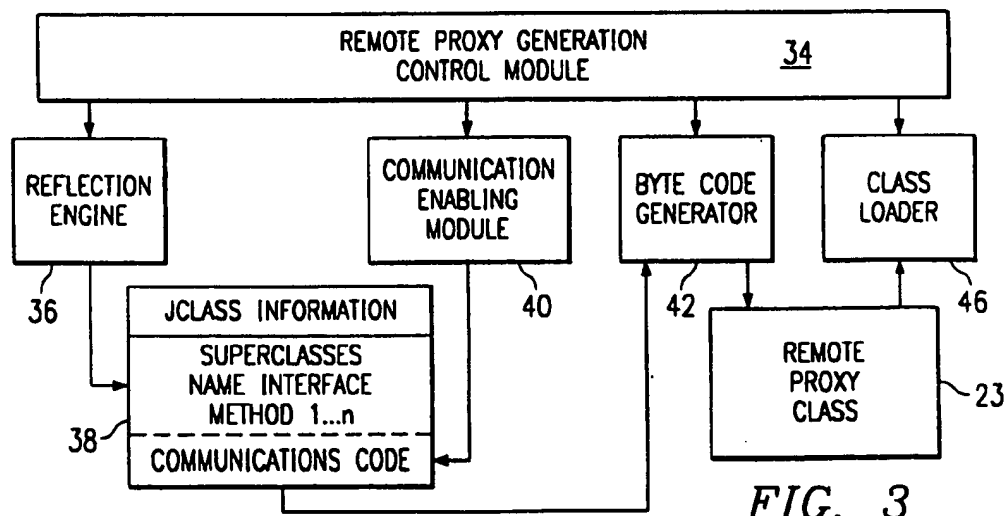 REMOTE PROXY GENERATION
CONTROL MODULE
34
REFLECTION
ENGINE
COMMUNICATION
ENABLING
MODULE
BYTE CODE
GENERATOR
CLASS
LOADER
36
40
42
46
JCLASS INFORMATION
SUPERCLASSES
NAME INTERFACE
METHOD 1...n
38
COMMUNICATIONS CODE
REMOTE
PROXY
CLASS
23
FIG. 3